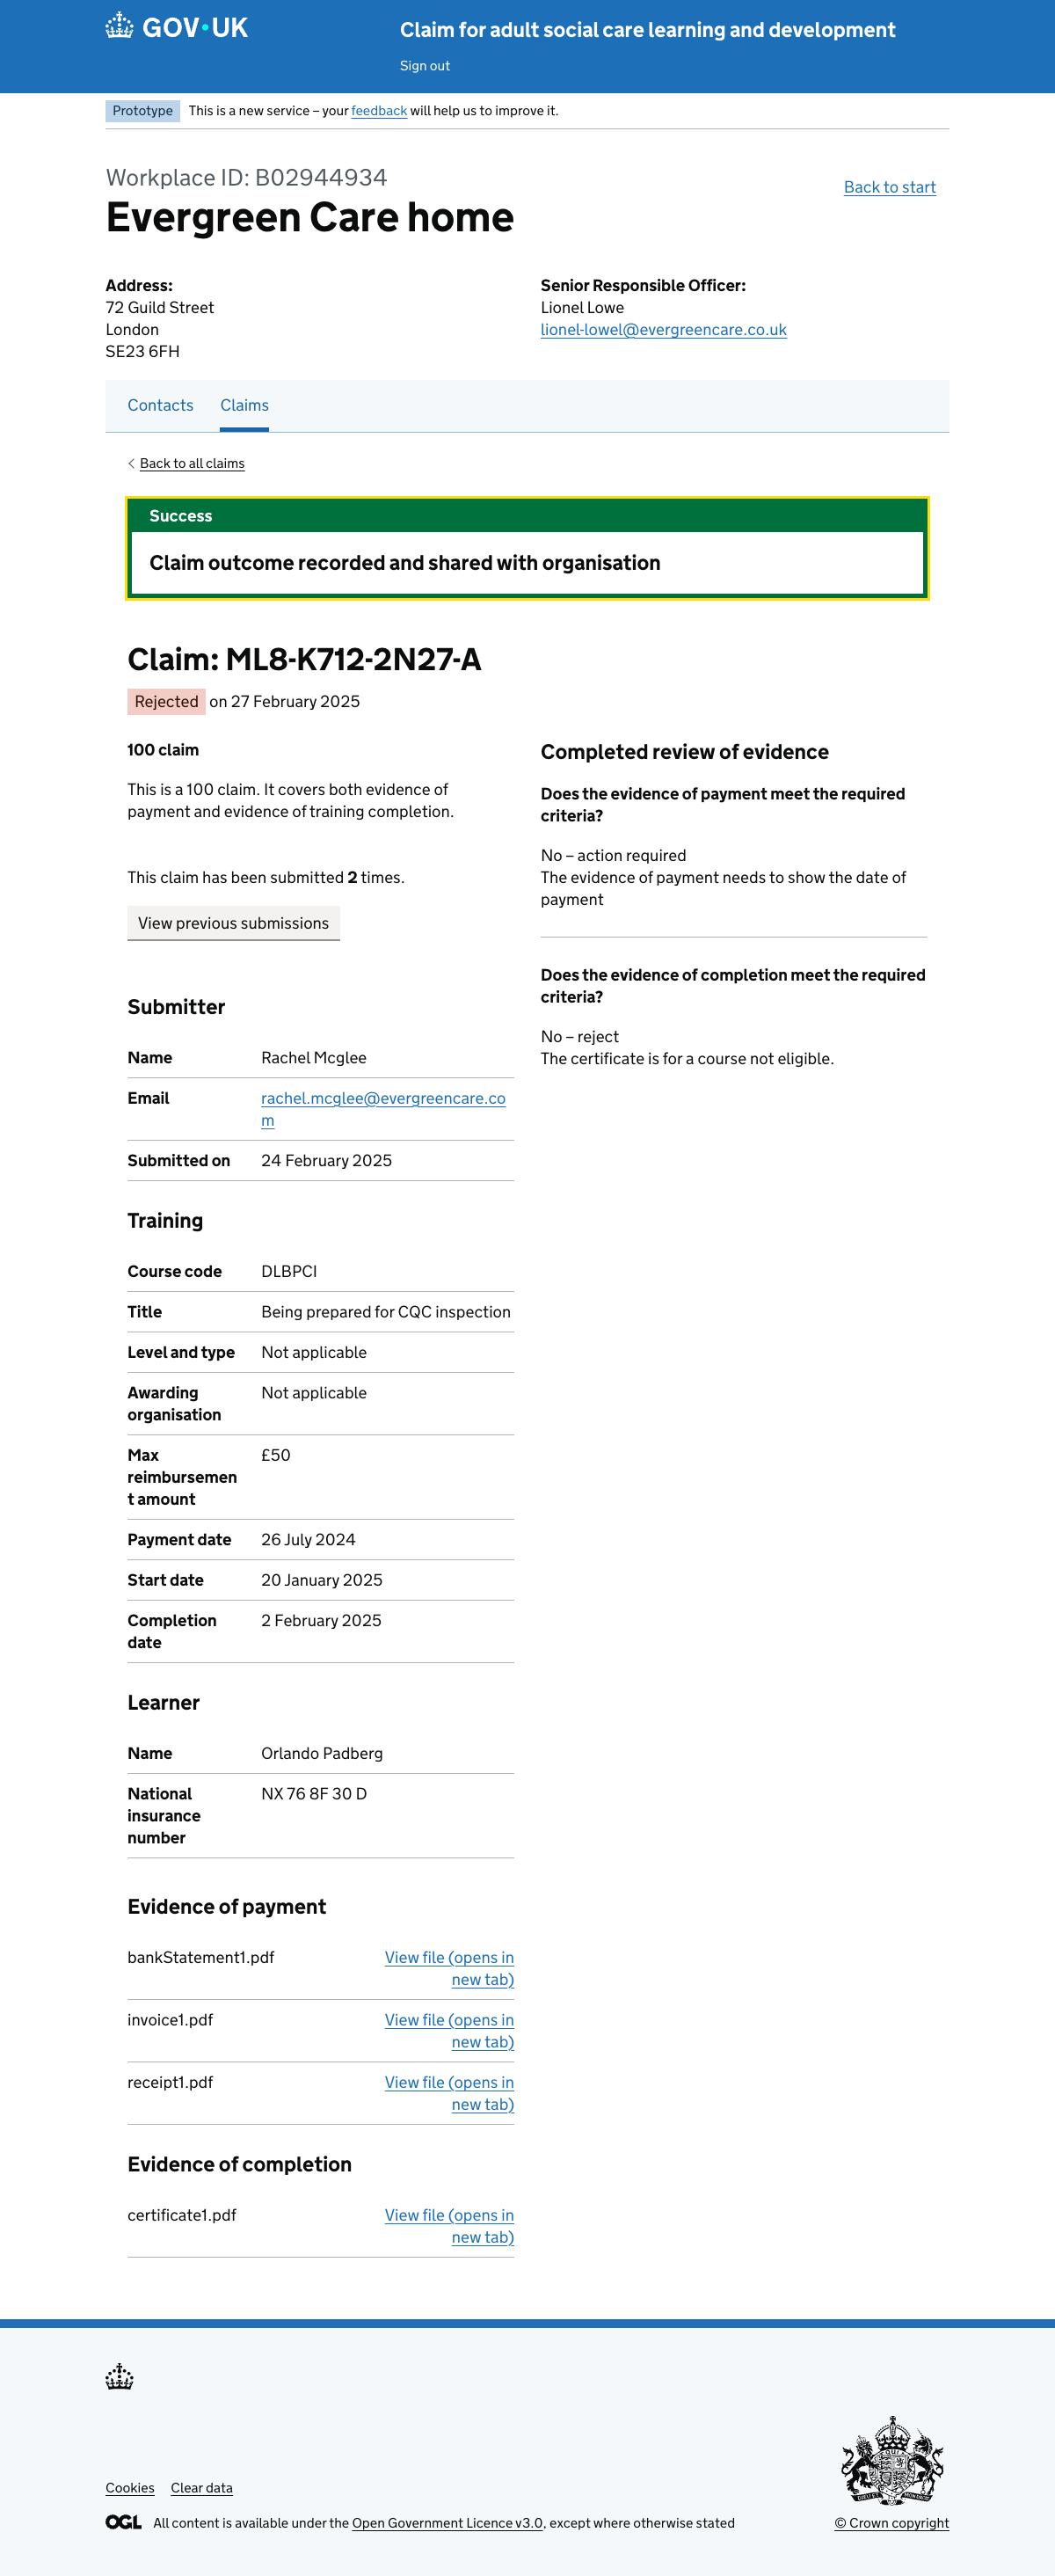 GOV·UK
Claim for adult social care learning and development
Sign out
Prototype
This is a new service – your feedback will help us to improve it.
Workplace ID: B02944934
Evergreen Care home
Back to start
Address:
72 Guild Street
London
SE23 6FH
Senior Responsible Officer:
Lionel Lowe
lionel-lowel@evergreencare.co.uk
Contacts
Claims
Back to all claims
Success
Claim outcome recorded and shared with organisation
Claim: ML8-K712-2N27-A
Rejected on 27 February 2025
100 claim
This is a 100 claim. It covers both evidence of
payment and evidence of training completion.
This claim has been submitted 2 times.
View previous submissions
Submitter
Name
Rachel Mcglee
Email
rachel.mcglee@evergreencare.co
m
Submitted on
24 February 2025
Training
Course code
DLBPCI
Title
Being prepared for CQC inspection
Level and type
Not applicable
Awarding
organisation
Not applicable
Max
reimbursemen
t amount
£50
Payment date
26 July 2024
Start date
20 January 2025
Completion
date
2 February 2025
Learner
Name
Orlando Padberg
National
insurance
number
NX 76 8F 30 D
Evidence of payment
bankStatement1.pdf
View file (opens in
new tab)
invoice1.pdf
View file (opens in
new tab)
receipt1.pdf
View file (opens in
new tab)
Evidence of completion
certificate1.pdf
View file (opens in
new tab)
Completed review of evidence
Does the evidence of payment meet the required
criteria?
No – action required
The evidence of payment needs to show the date of
payment
Does the evidence of completion meet the required
criteria?
No – reject
The certificate is for a course not eligible.
Cookies
Clear data
OGL
All content is available under the Open Government Licence v3.0, except where otherwise stated
© Crown copyright